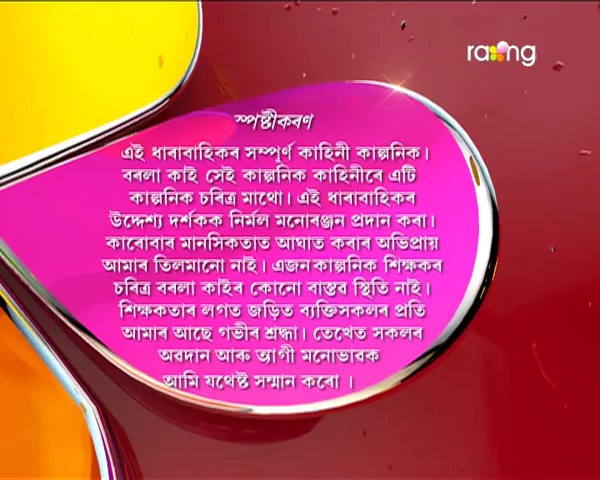 rang
স্পষ্টীকৰণ
এই ধাৰাবাহিকৰ সম্পূৰ্ণ কাহিনী কাল্পনিক।
বৰলা কাই সেই কাল্পনিক কাহিনীৰে এটি
কাল্পনিক চৰিত্ৰ মাথো। এই ধাৰাবাহিকৰ
উদ্দেশ্য দৰ্শকক নিৰ্মল মনোৰঞ্জন প্ৰদান কৰা।
কাৰোবাৰ মানসিকতাত আঘাত কৰাৰ অভিপ্ৰায়
আমাৰ তিলমানো নাই। এজন কাল্পনিক শিক্ষকৰ
চৰিত্ৰ বৰলা কাইৰ কোনো বাস্তৱ স্থিতি নাই।
শিক্ষকতাৰ লগত জড়িত ব্যক্তিসকলৰ প্ৰতি
আমাৰ আছে গভীৰ শ্ৰদ্ধা। তেখেত সকলৰ
অৱদান আৰু ত্যাগী মনোভাৱক
আমি যথেষ্ট সন্মান কৰো ।